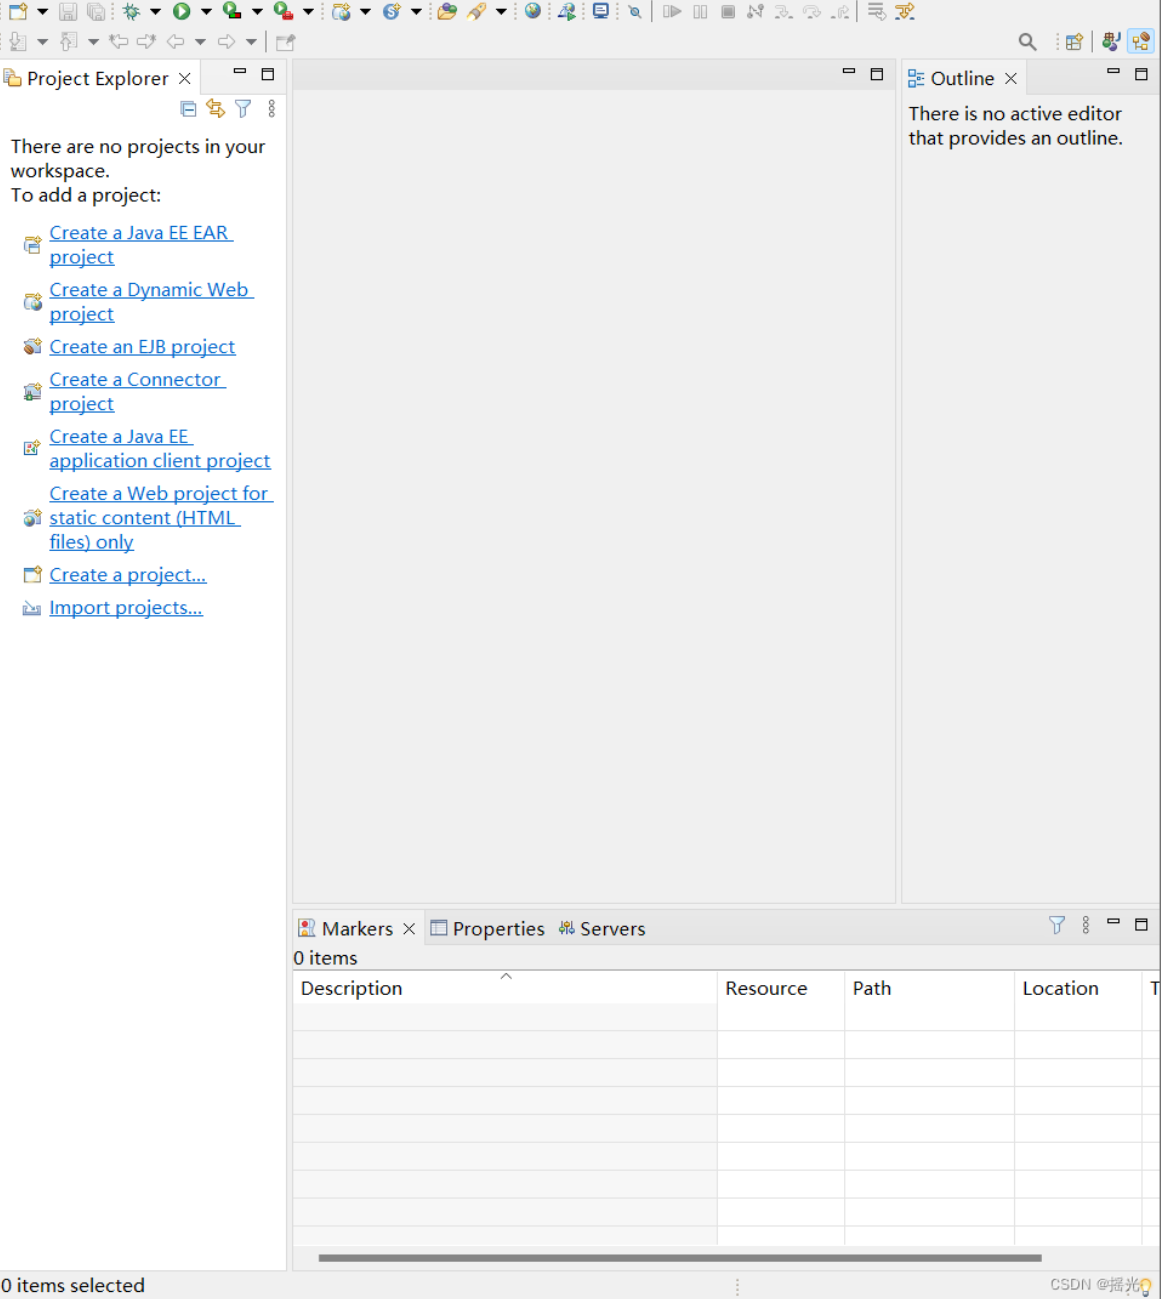 Project Explorer
Outline
There are no projects in your
workspace.
To add a project:
Create a Java EE EAR
project
Create a Dynamic Web
project
Create an EJB project
Create a Connector
project
Create a Java EE
application client project
Create a Web project for
static content (HTML
files) only
Create a project...
Import projects...
There is no active editor
that provides an outline.
Markers
Properties
Servers
0 items
Description
Resource
Path
Location
T
0 items selected
CSDN @摇光